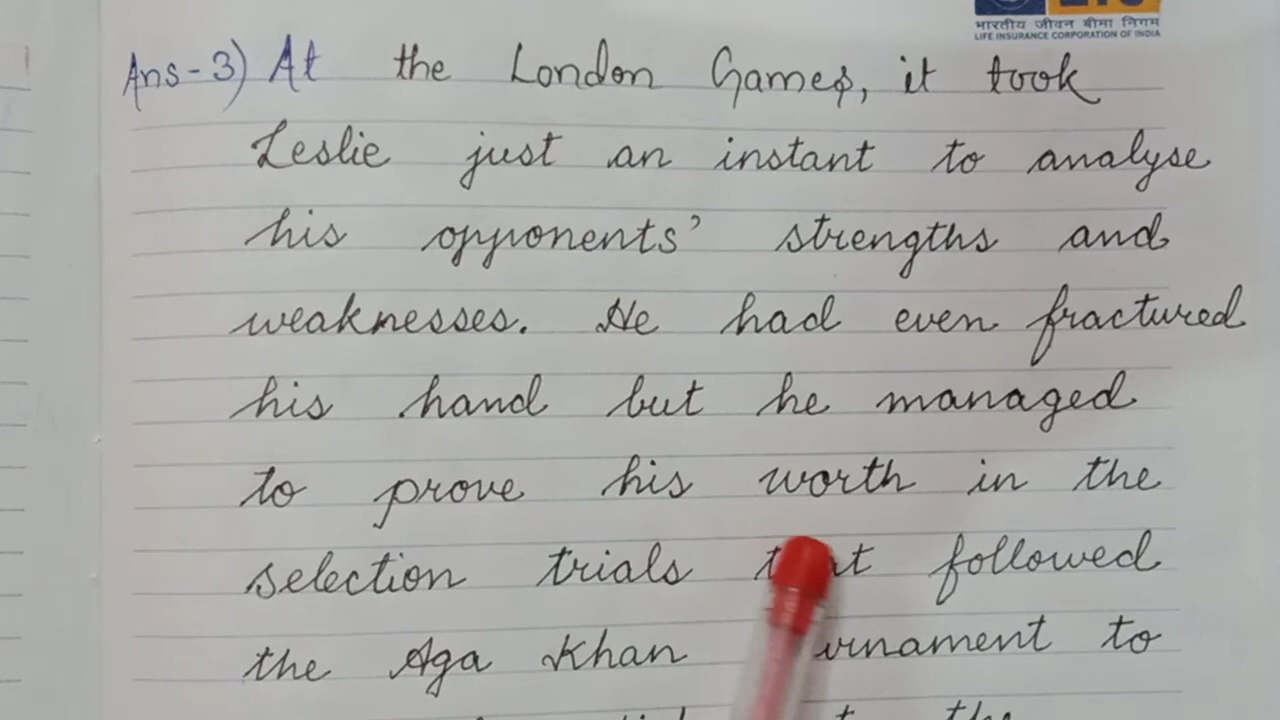 भारतीय जीवन बीमा निगम
LIFE INSURANCE CORPORATION OF INDIA
Ans-3) At the London Games, it took
Leslie just an instant to analyse
his opponents' strengths and
weaknesses. He had even fractured
his hand but he managed
to prove his worth in the
selection trials followed
the Aga Khan to
the